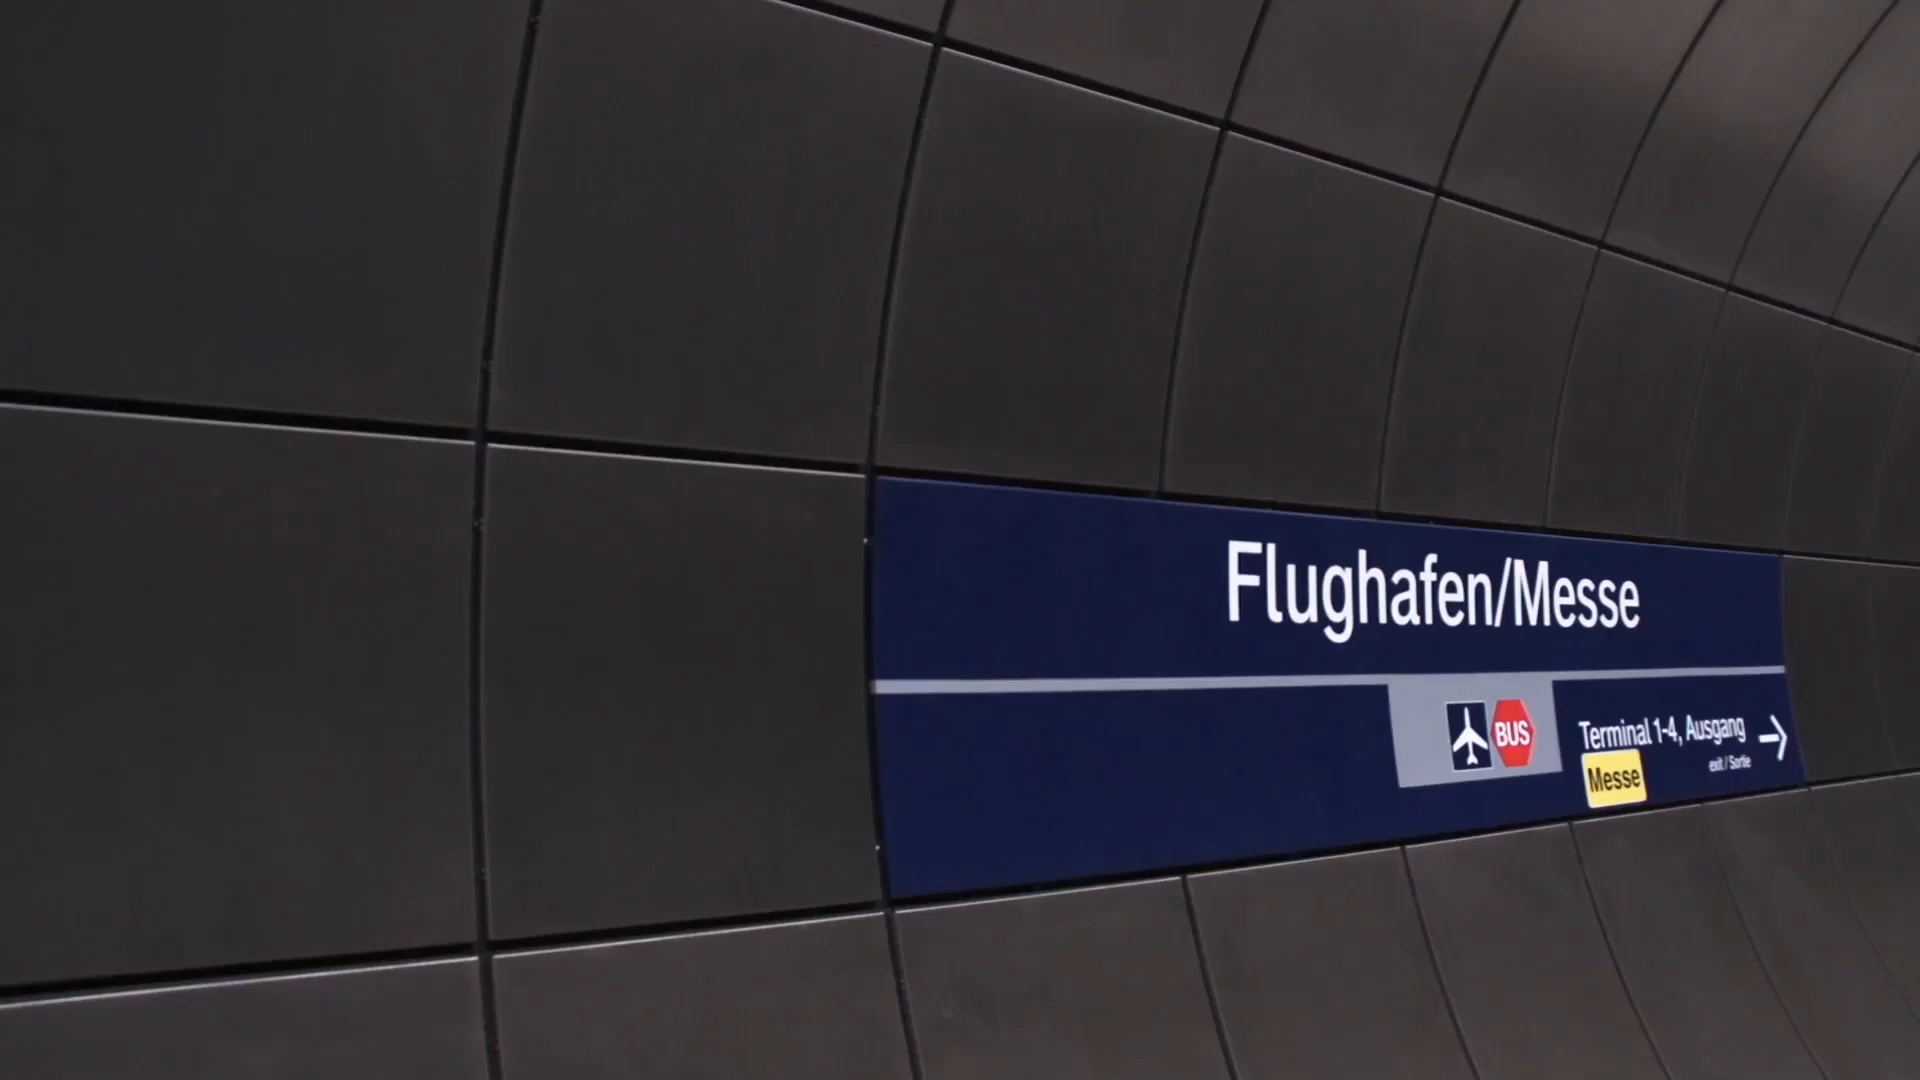 Flughafen/Messe
BUS
Terminal 1-4, Ausgang
exit / Sortie
Messe